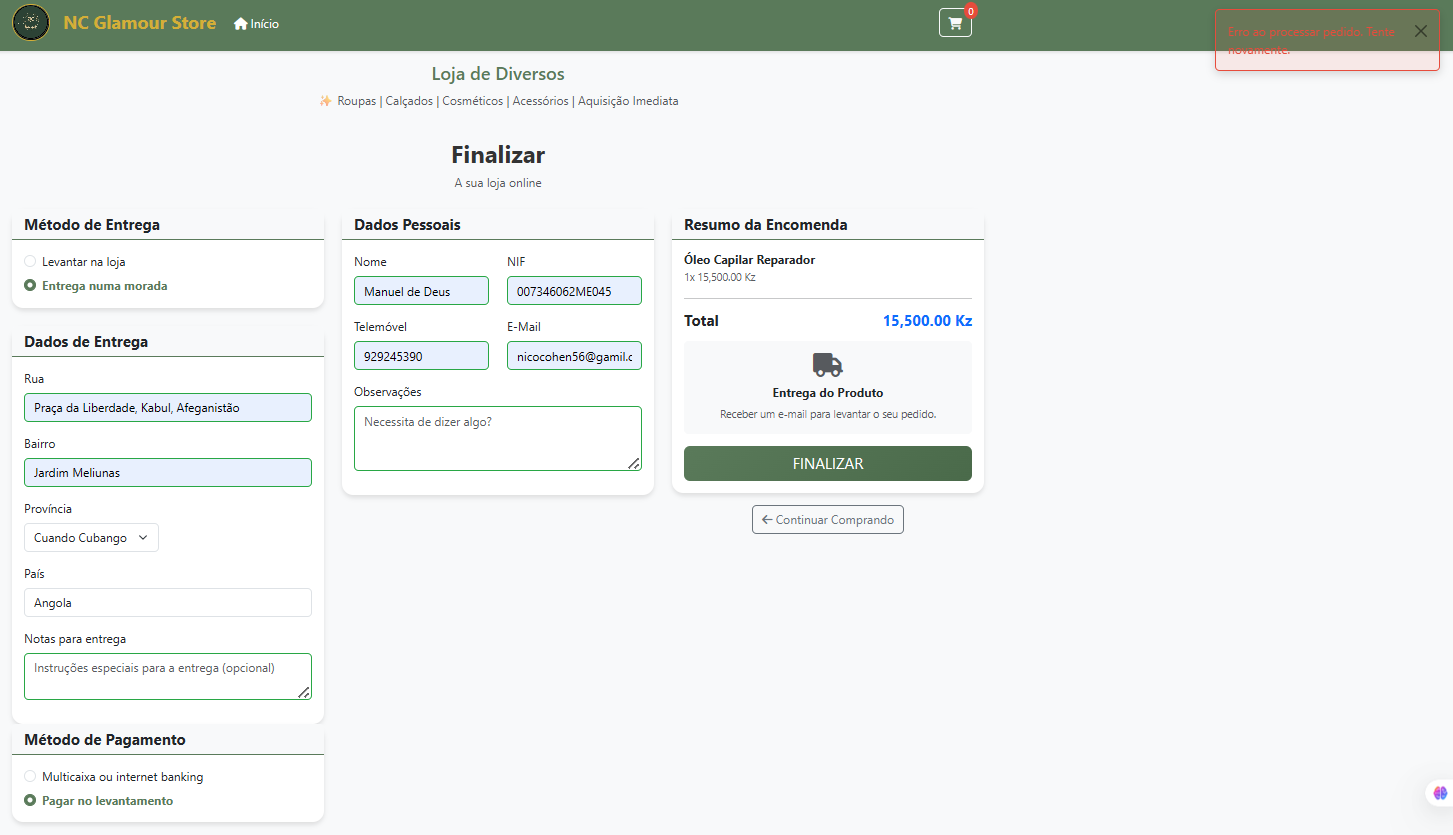 NC Glamour Store
Início
0
Erro ao processar pedido. Tente
novamente.
Loja de Diversos
✨ Roupas | Calçados | Cosméticos | Acessórios | Aquisição Imediata
Finalizar
A sua loja online
Método de Entrega
Levantar na loja
Entrega numa morada
Dados de Entrega
Rua
Praça da Liberdade, Kabul, Afeganistão
Bairro
Jardim Meliunas
Província
Cuando Cubango
País
Angola
Notas para entrega
Instruções especiais para a entrega (opcional)
Método de Pagamento
Multicaixa ou internet banking
Pagar no levantamento
Dados Pessoais
Nome
Manuel de Deus
NIF
007346062ME045
Telemóvel
929245390
E-Mail
nicocohen56@gamil.c
Observações
Necessita de dizer algo?
Resumo da Encomenda
Óleo Capilar Reparador
1x 15,500.00 Kz
Total 15,500.00 Kz
Entrega do Produto
Receber um e-mail para levantar o seu pedido.
FINALIZAR
Continuar Comprando